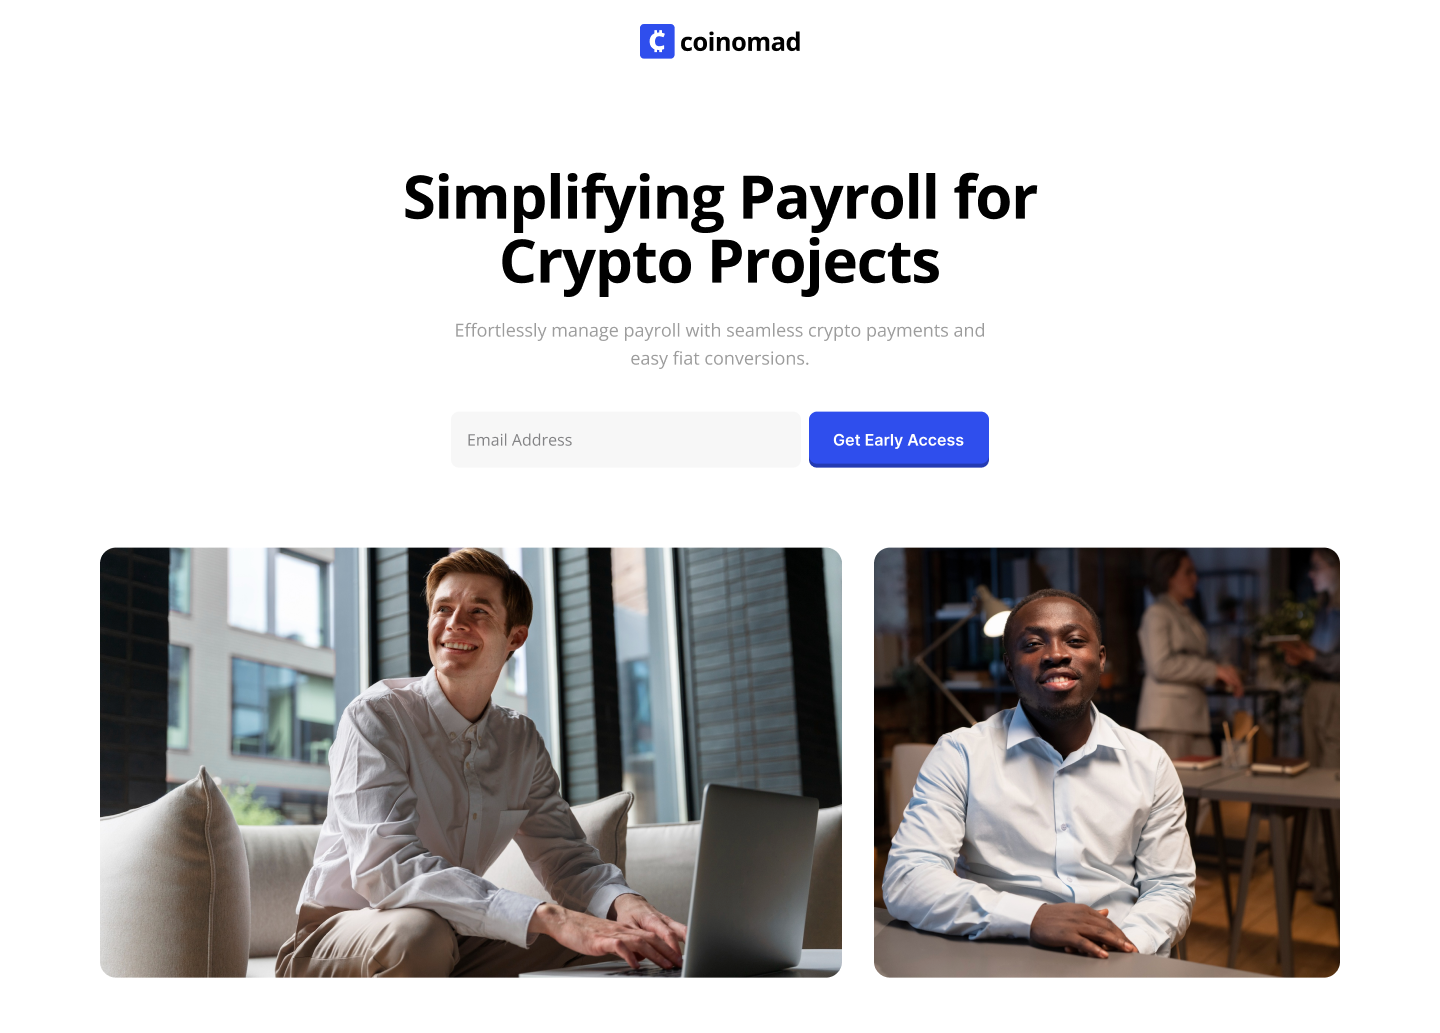 coinomad
Simplifying Payroll for
Crypto Projects
Effortlessly manage payroll with seamless crypto payments and
easy fiat conversions.
Email Address
Get Early Access